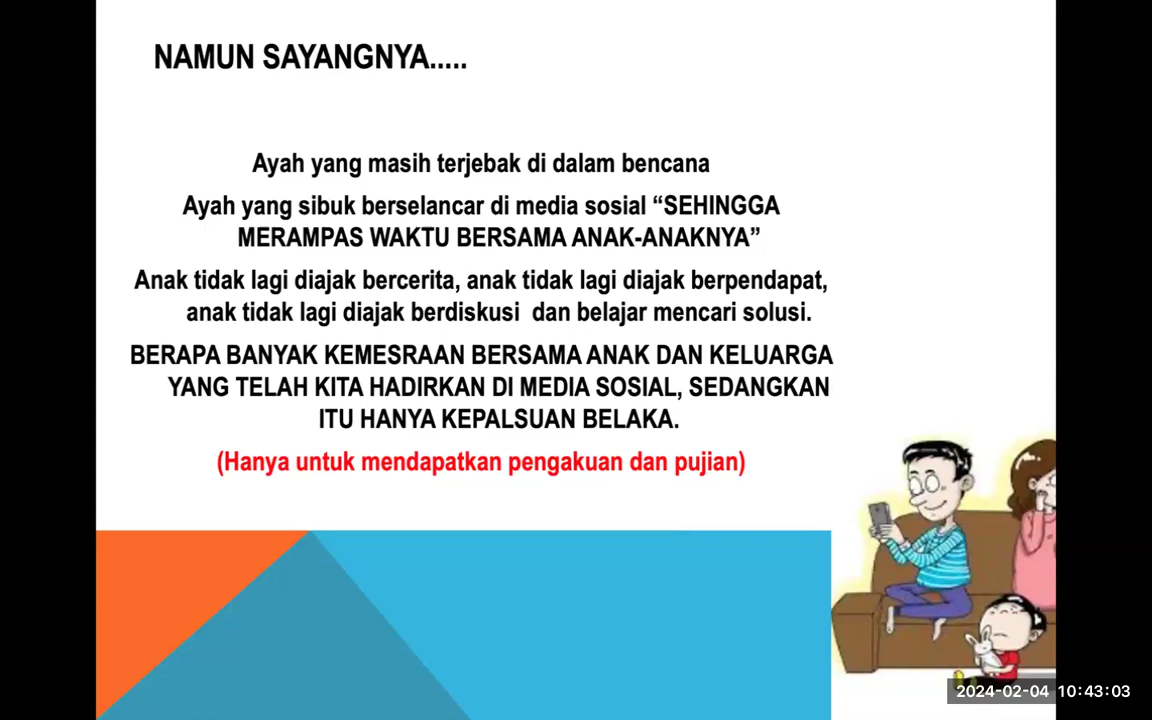 NAMUN SAYANGNYA.....
Ayah yang masih terjebak di dalam bencana
Ayah yang sibuk berselancar di media sosial “SEHINGGA
MERAMPAS WAKTU BERSAMA ANAK-ANAKNYA”
Anak tidak lagi diajak bercerita, anak tidak lagi diajak berpendapat,
anak tidak lagi diajak berdiskusi  dan belajar mencari solusi.
BERAPA BANYAK KEMESRAAN BERSAMA ANAK DAN KELUARGA
YANG TELAH KITA HADIRKAN DI MEDIA SOSIAL, SEDANGKAN
ITU HANYA KEPALSUAN BELAKA.
(Hanya untuk mendapatkan pengakuan dan pujian)
2024-02-04 10:43:03